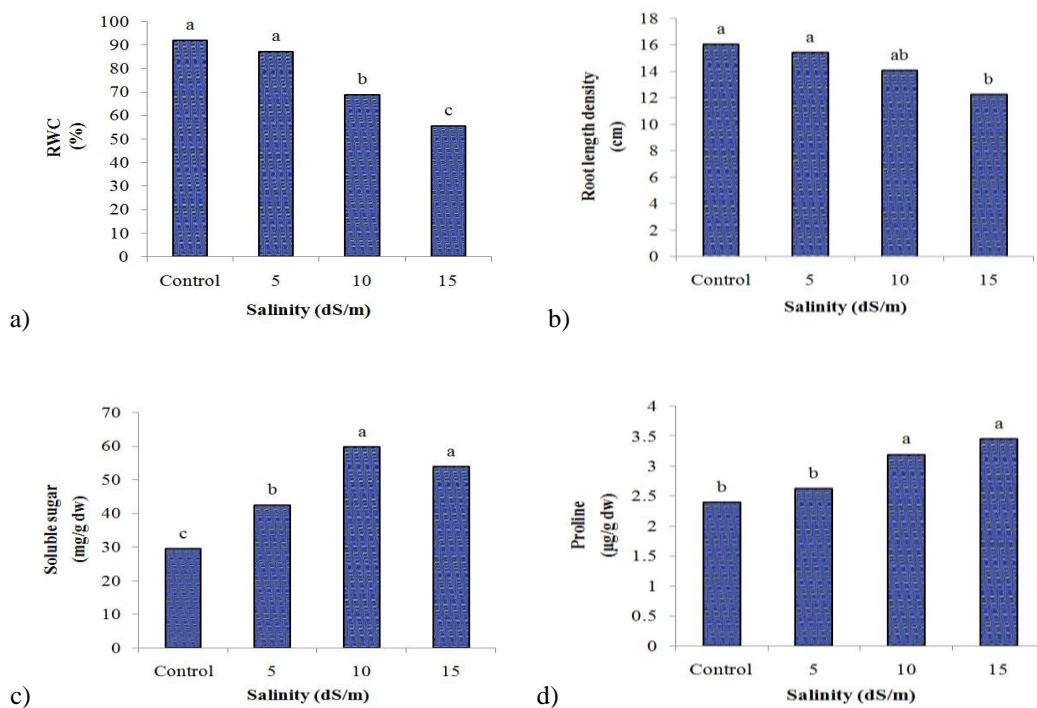 RWC
(%)
100
90
80
70
60
50
40
30
20
10
0
a
a
b
c
Control 5 10 15
Salinity (dS/m)
a)
Root length density
(cm)
18
16
14
12
10
8
6
4
2
0
a
a
ab
b
Control 5 10 15
Salinity (dS/m)
b)
Soluble sugar
(mg/g dw)
70
60
50
40
30
20
10
0
c
b
a
a
Control 5 10 15
Salinity (dS/m)
c)
Proline
(µg/g dw)
4
3.5
3
2.5
2
1.5
1
0.5
0
b
b
a
a
Control 5 10 15
Salinity (dS/m)
d)